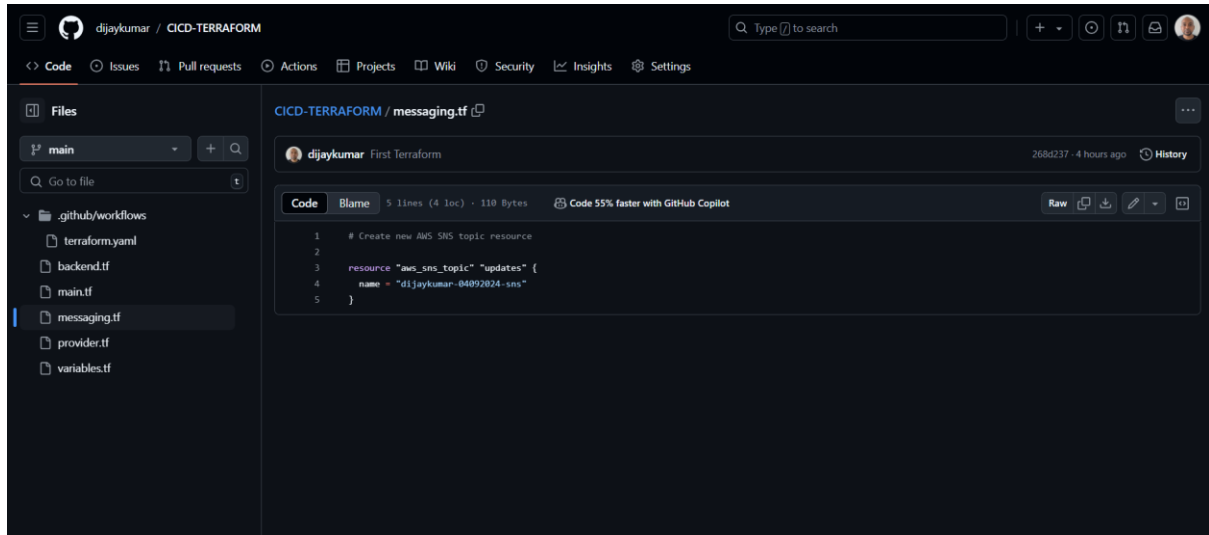 dijaykumar / CICD-TERRAFORM
Type / to search
Code Issues Pull requests Actions Projects Wiki Security Insights Settings
Files
main
Go to file t
.github/workflows
terraform.yaml
backend.tf
main.tf
messaging.tf
provider.tf
variables.tf
CICD-TERRAFORM / messaging.tf
dijaykumar First Terraform
268d237 · 4 hours ago History
Code Blame 5 lines (4 loc) · 110 Bytes Code 55% faster with GitHub Copilot
Raw
1 # Create new AWS SNS topic resource
2
3 resource "aws_sns_topic" "updates" {
4 name = "dijaykumar-04092024-sns"
5 }